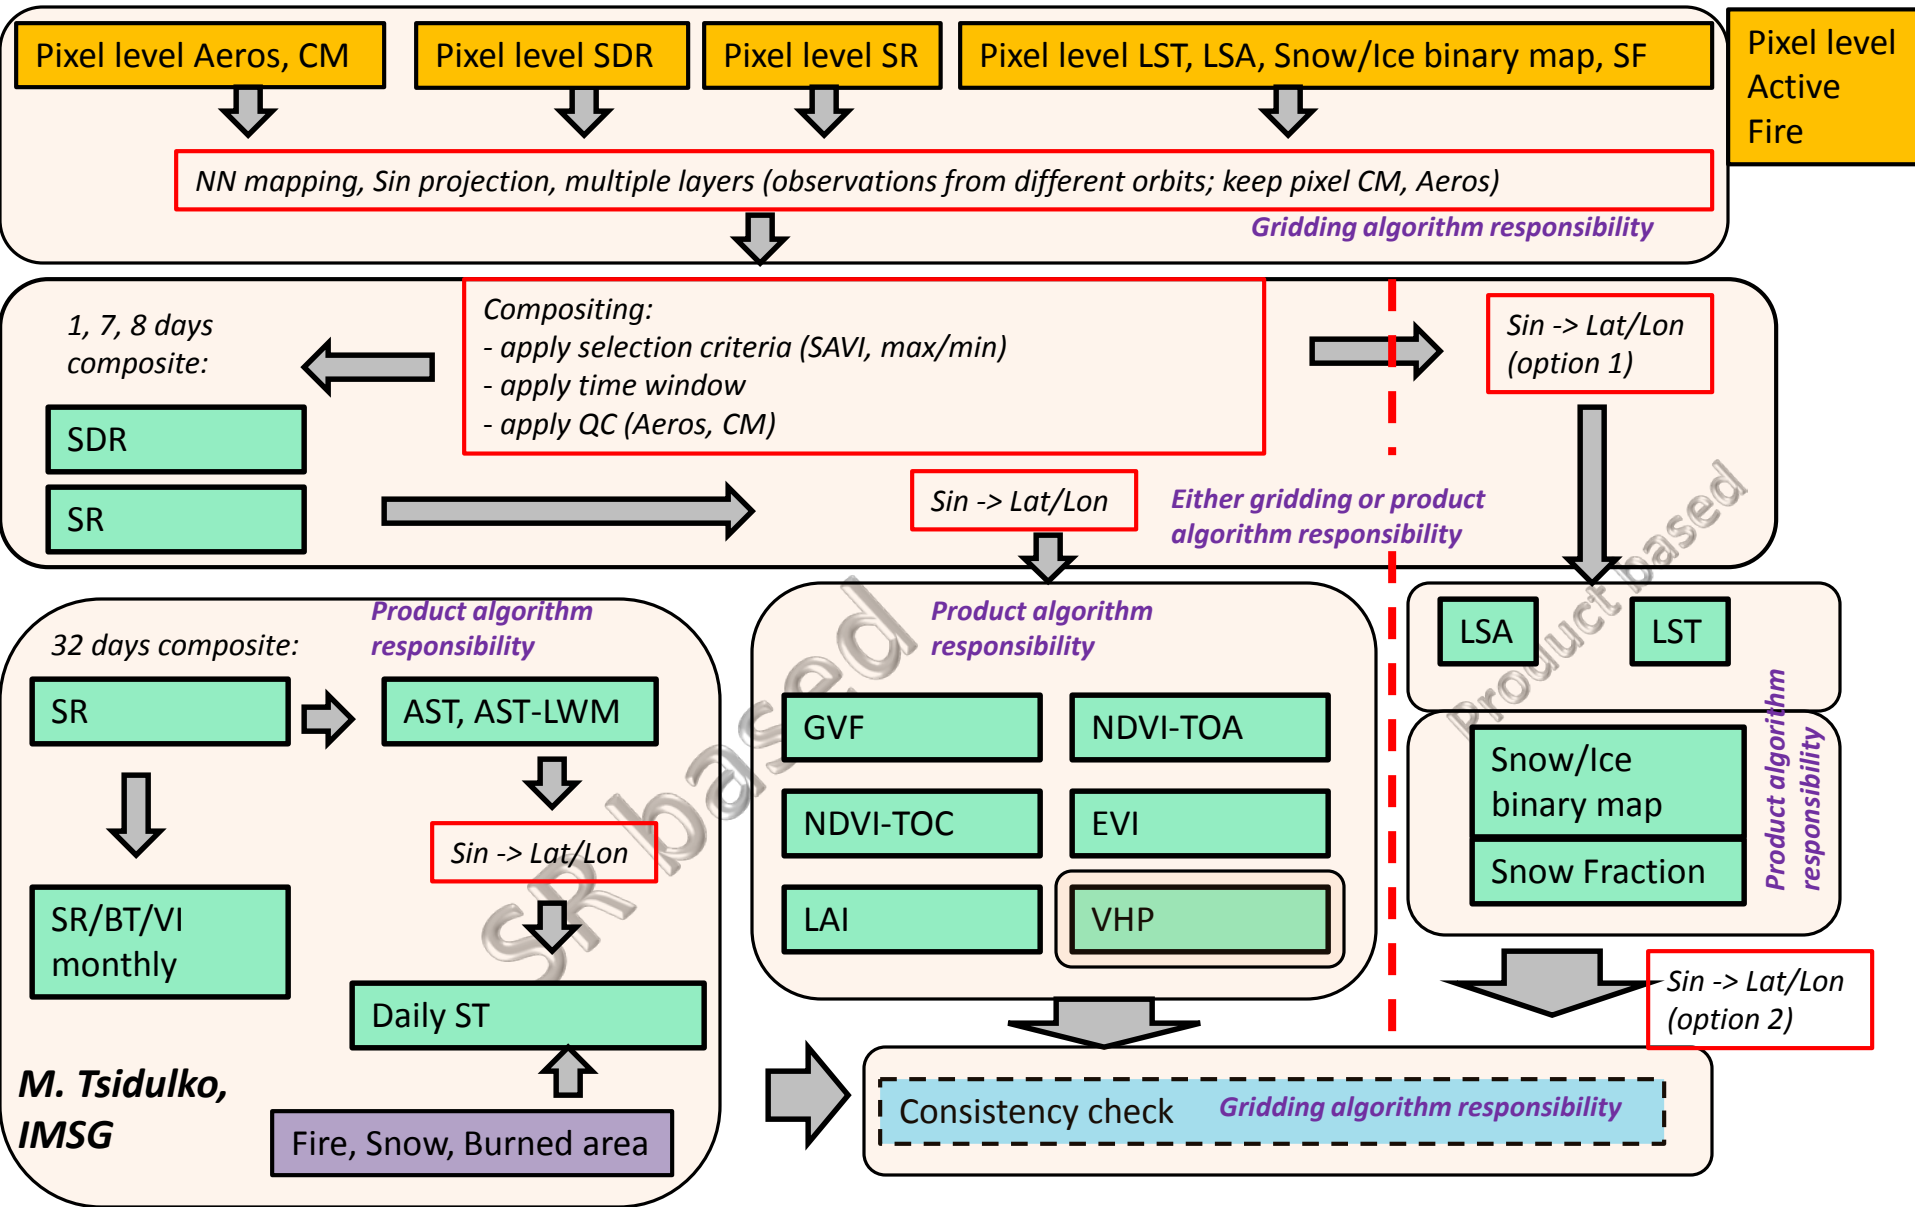 Pixel level Aeros, CM
Pixel level SDR
Pixel level SR
Pixel level LST, LSA, Snow/Ice binary map, SF
Pixel level
Active
Fire
NN mapping, Sin projection, multiple layers (observations from different orbits; keep pixel CM, Aeros)
Gridding algorithm responsibility
1, 7, 8 days
composite:
SDR
SR
Compositing:
- apply selection criteria (SAVI, max/min)
- apply time window
- apply QC (Aeros, CM)
Sin -> Lat/Lon
(option 1)
Sin -> Lat/Lon
Either gridding or product
algorithm responsibility
Product based
SR based
32 days composite:
Product algorithm
responsibility
SR
AST, AST-LWM
Sin -> Lat/Lon
SR/BT/VI
monthly
Daily ST
Fire, Snow, Burned area
M. Tsidulko,
IMSG
Product algorithm
responsibility
GVF
NDVI-TOA
NDVI-TOC
EVI
LAI
VHP
LSA
LST
Snow/Ice
binary map
Snow Fraction
Product algorithm
responsibility
Sin -> Lat/Lon
(option 2)
Consistency check
Gridding algorithm responsibility